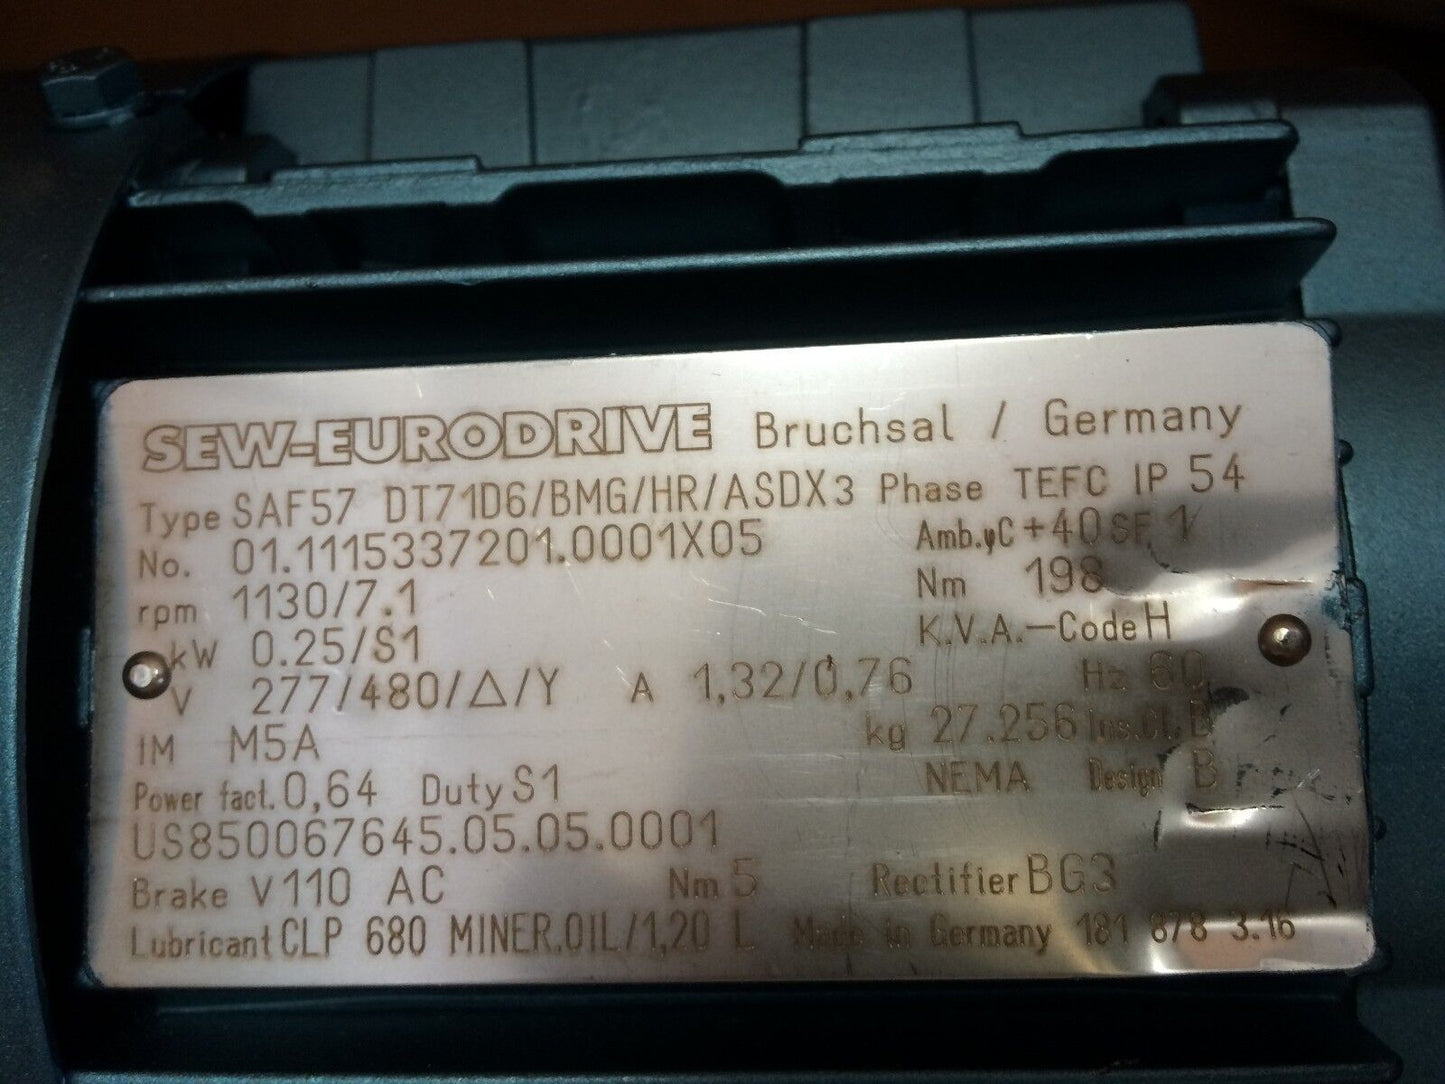 SEW-EURODRIVE Bruchsal / Germany
Type SAF57 DT71D6/BMG/HR/ASDX3 Phase TEFC IP 54
No. 01.1115337201.0001X05 Amb.γC +40 SF 1
rpm 1130/7.1 Nm 198
kW 0.25/S1 K.V.A.-Code H
V 277/480/△/Y A 1,32/0,76 Hz 60
IM M5A kg 27.256 Ins.Cl. B
Power fact. 0,64 Duty S1 NEMA Design B
US850067645.05.05.0001
Brake V 110 AC Nm 5 Rectifier BG3
Lubricant CLP 680 MINER.OIL/1,20 L Made in Germany 181 878 3.16